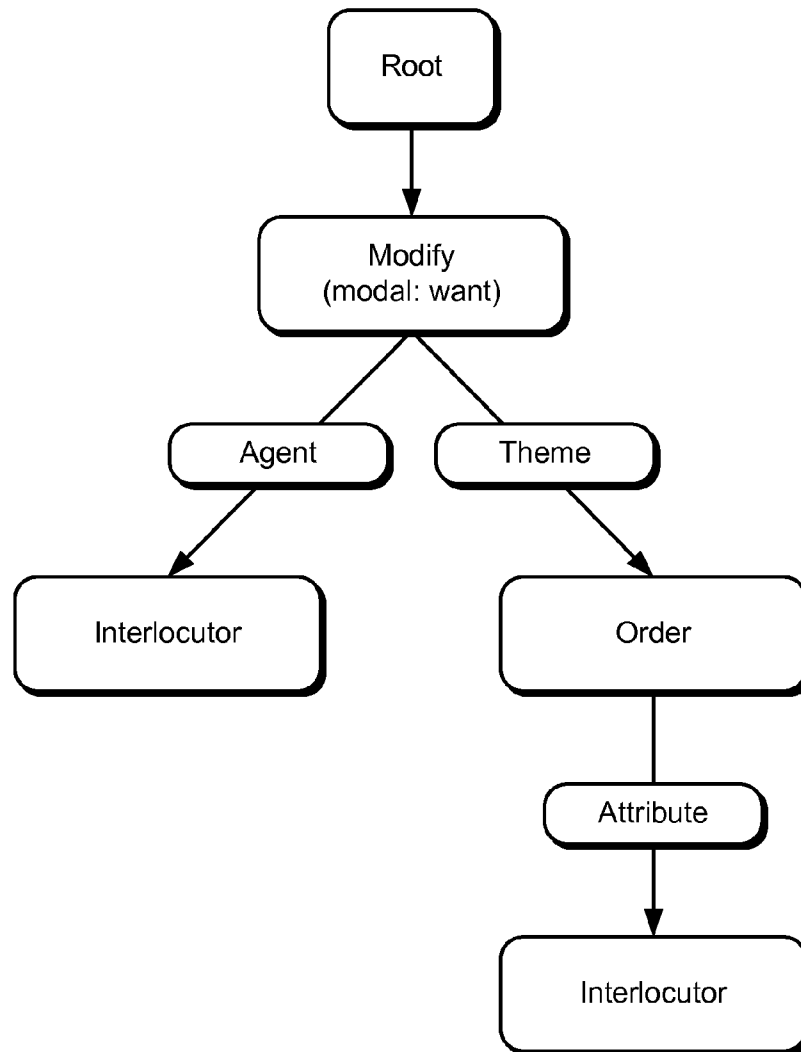 Root
Modify
(modal: want)
Agent
Theme
Interlocutor
Order
Attribute
Interlocutor